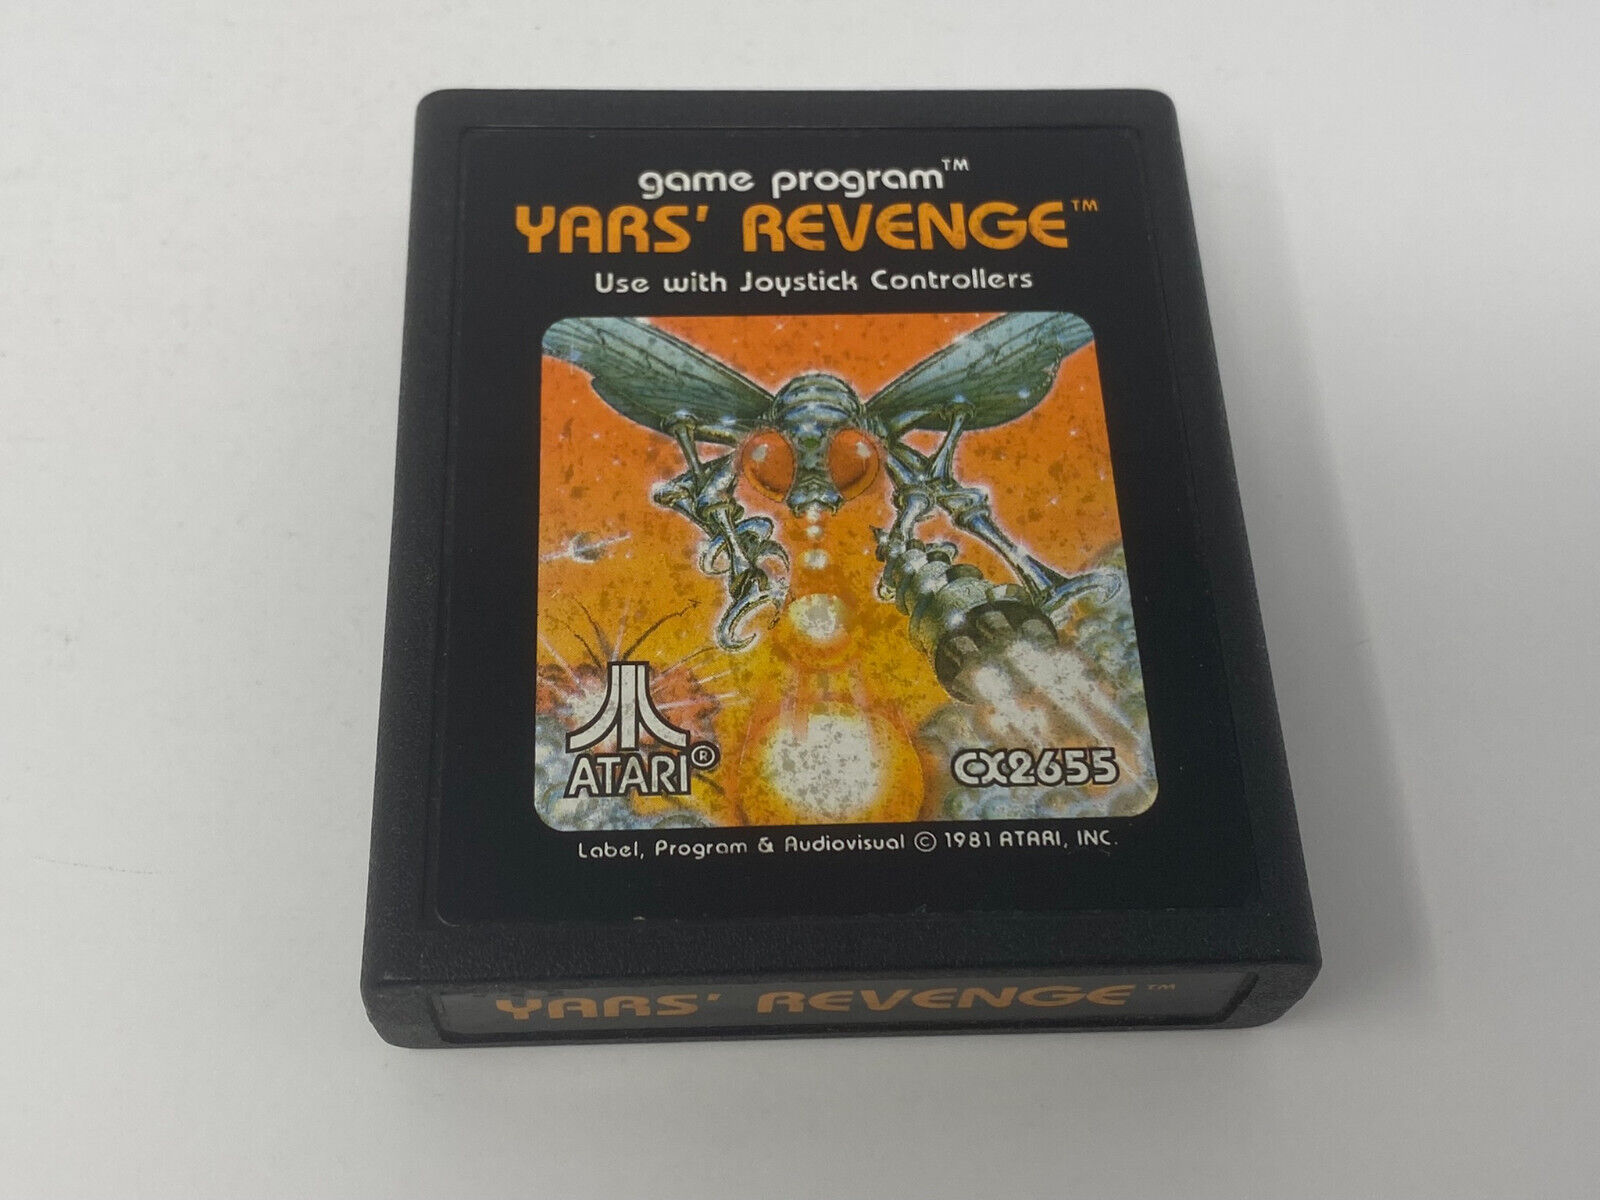 game program™
YARS' REVENGE™
Use with Joystick Controllers
ATARI®
CX2655
Label, Program & Audiovisual © 1981 ATARI, INC.
YARS' REVENGE™